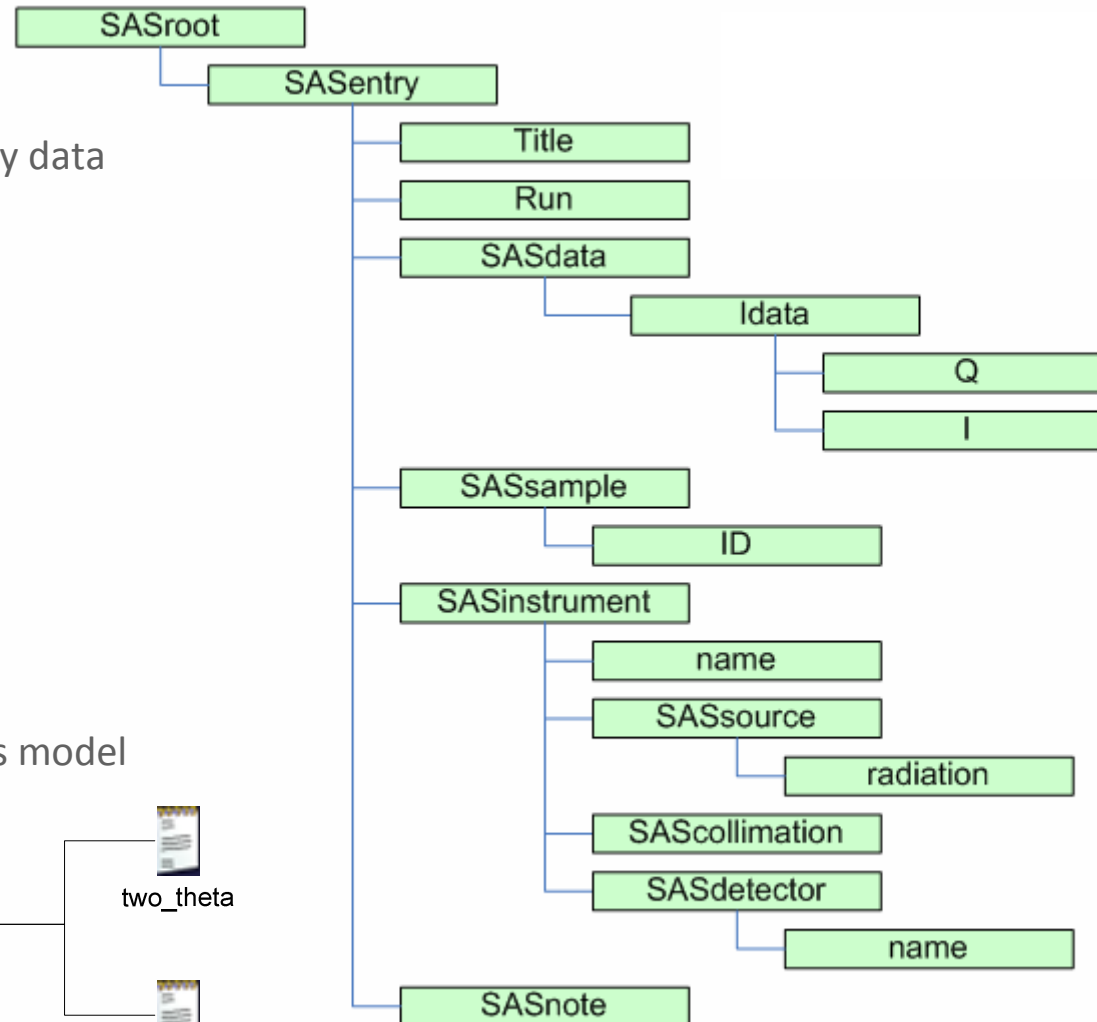 SASroot
SASentry
Title
y data
Run
SASdata
Idata
Q
I
SASsample
ID
SASinstrument
name
SASsource
s model
radiation
SAScollimation
SASdetector
two_theta
name
SASnote